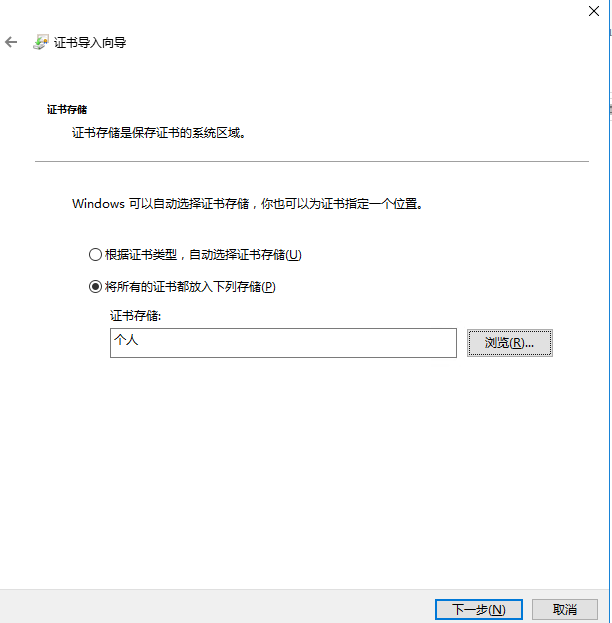 证书导入向导
证书存储
证书存储是保存证书的系统区域。
Windows 可以自动选择证书存储，你也可以为证书指定一个位置。
根据证书类型，自动选择证书存储(U)
将所有的证书都放入下列存储(P)
证书存储:
个人
浏览(R)...
下一步(N)
取消